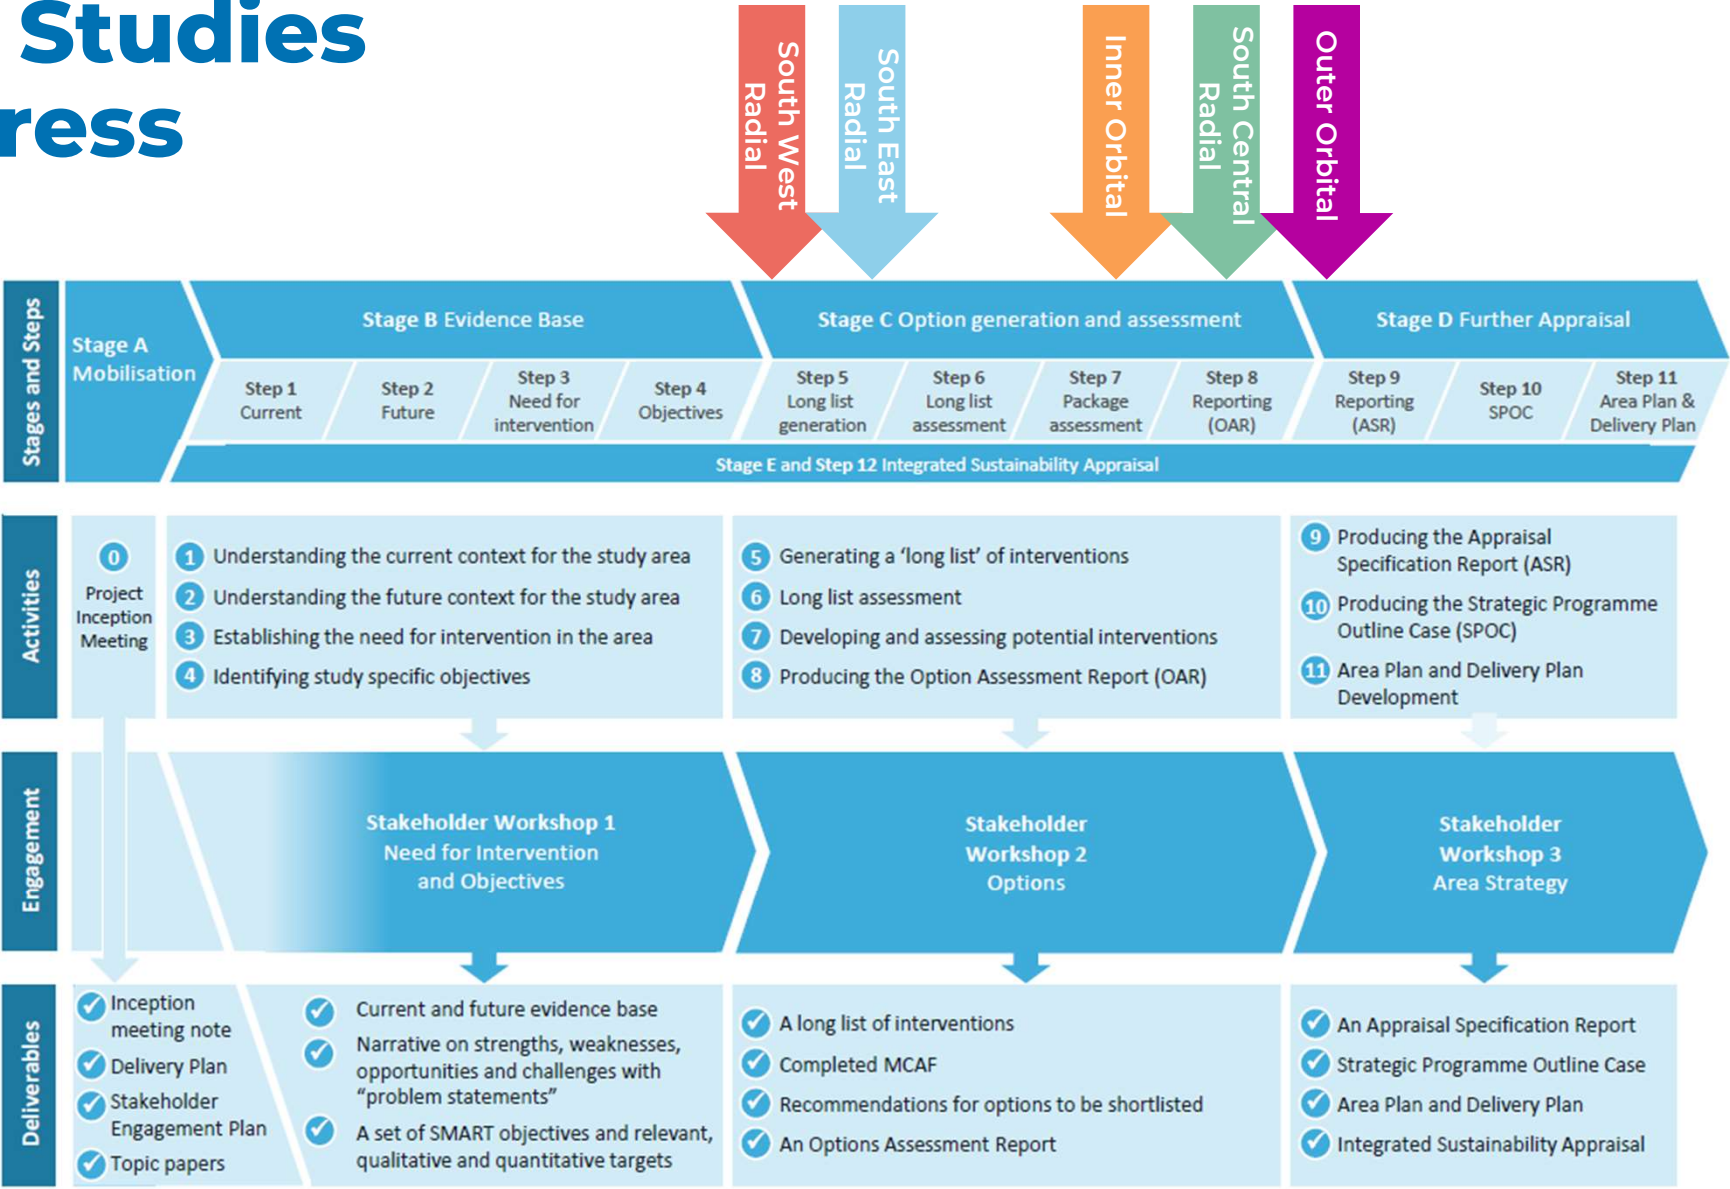 Studies
ress
South West
Radial
South East
Radial
Inner Orbital
South Central
Radial
Outer Orbital
Stages and Steps
Stage A
Mobilisation
Stage B Evidence Base
Stage C Option generation and assessment
Stage D Further Appraisal
Step 1
Current
Step 2
Future
Step 3
Need for
intervention
Step 4
Objectives
Step 5
Long list
generation
Step 6
Long list
assessment
Step 7
Package
assessment
Step 8
Reporting
(OAR)
Step 9
Reporting
(ASR)
Step 10
SPOC
Step 11
Area Plan &
Delivery Plan
Stage E and Step 12 Integrated Sustainability Appraisal
Activities
0
Project
Inception
Meeting
1 Understanding the current context for the study area
2 Understanding the future context for the study area
3 Establishing the need for intervention in the area
4 Identifying study specific objectives
5 Generating a ‘long list’ of interventions
6 Long list assessment
7 Developing and assessing potential interventions
8 Producing the Option Assessment Report (OAR)
9 Producing the Appraisal
Specification Report (ASR)
10 Producing the Strategic Programme
Outline Case (SPOC)
11 Area Plan and Delivery Plan
Development
Engagement
Stakeholder Workshop 1
Need for Intervention
and Objectives
Stakeholder
Workshop 2
Options
Stakeholder
Workshop 3
Area Strategy
Deliverables
Inception
meeting note
Delivery Plan
Stakeholder
Engagement Plan
Topic papers
Current and future evidence base
Narrative on strengths, weaknesses,
opportunities and challenges with
“problem statements”
A set of SMART objectives and relevant,
qualitative and quantitative targets
A long list of interventions
Completed MCAF
Recommendations for options to be shortlisted
An Options Assessment Report
An Appraisal Specification Report
Strategic Programme Outline Case
Area Plan and Delivery Plan
Integrated Sustainability Appraisal